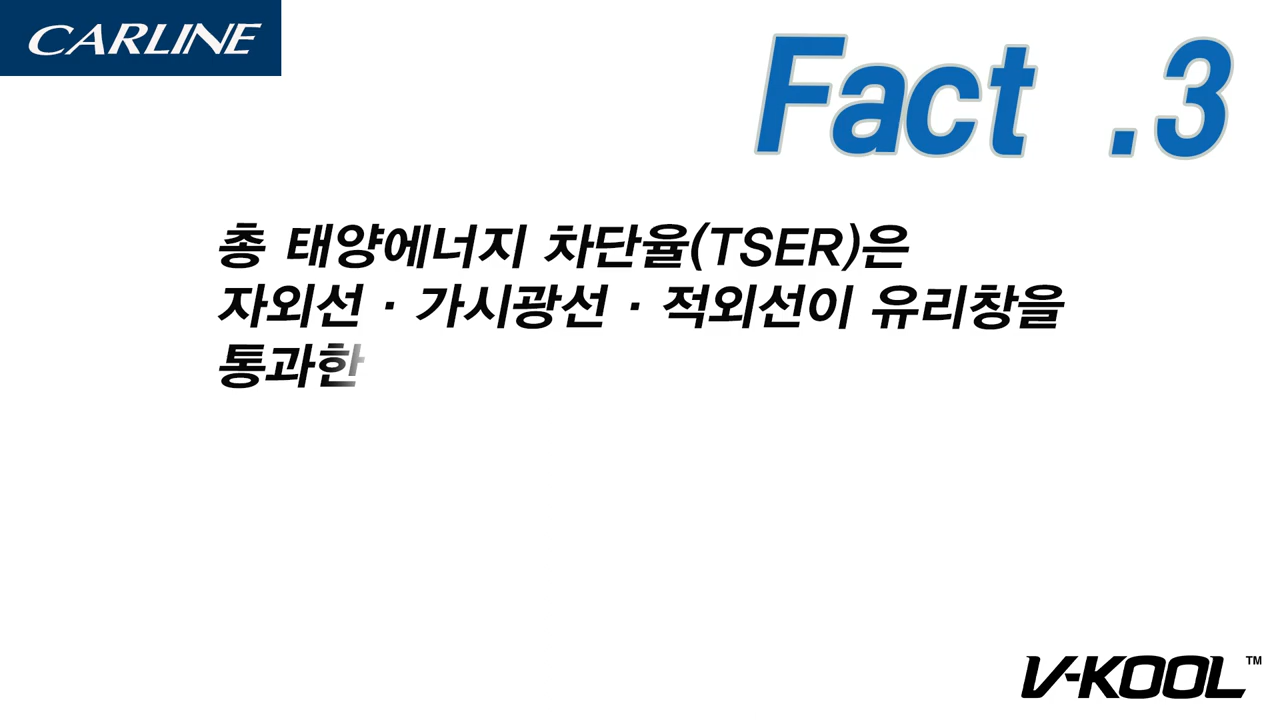 CARLINE
Fact .3
총 태양에너지 차단율(TSER)은
자외선 · 가시광선 · 적외선이 유리창을
통과한
V-KOOL™